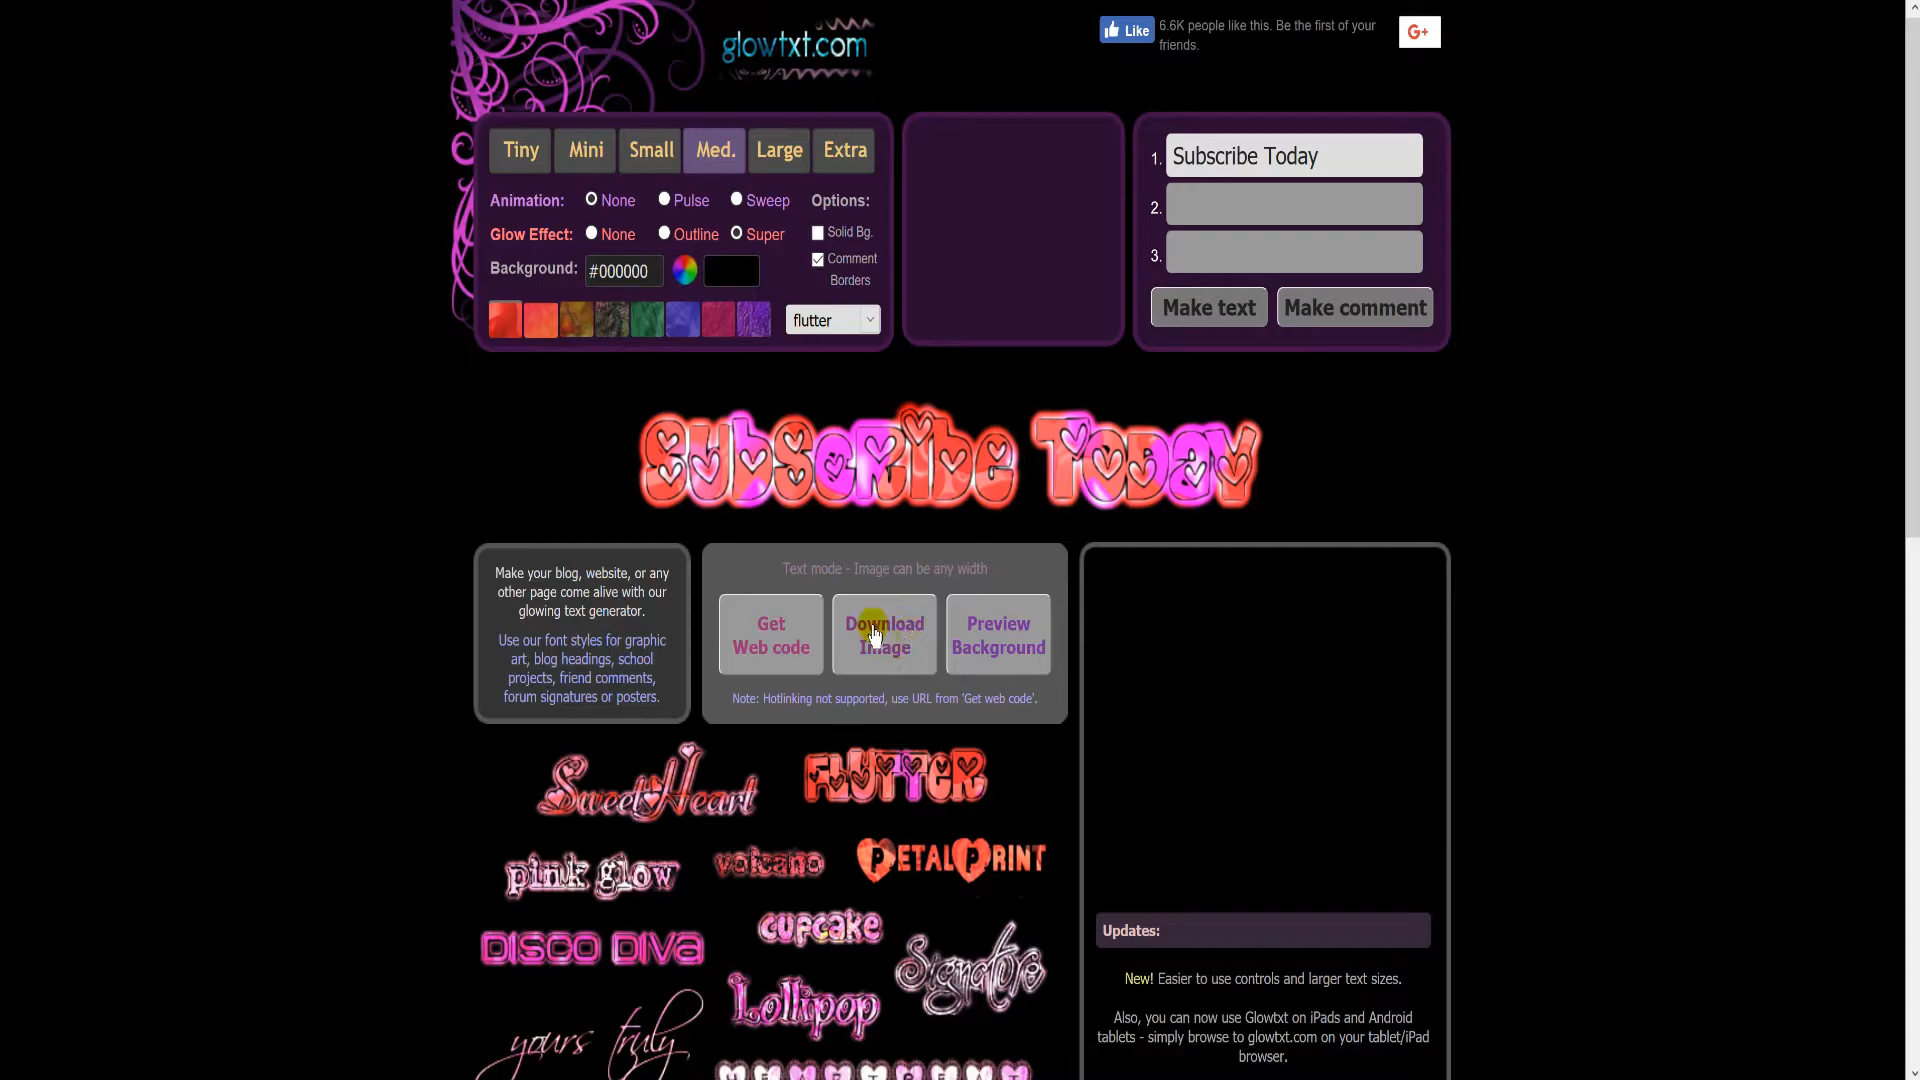 glowtxt.com
Like
6.6K people like this. Be the first of your
friends.
G+
Tiny
Mini
Small
Med.
Large
Extra
Animation:
None
Pulse
Sweep
Options:
Glow Effect:
None
Outline
Super
Solid Bg.
Background:
#000000
Comment
Borders
flutter
1.
Subscribe Today
2.
3.
Make text
Make comment
Subscribe Today
Make your blog, website, or any
other page come alive with our
glowing text generator.
Use our font styles for graphic
art, blog headings, school
projects, friend comments,
forum signatures or posters.
Text mode - Image can be any width
Get
Web code
Download
Image
Preview
Background
Note: Hotlinking not supported, use URL from 'Get web code'.
SweetHeart
FLUTTER
pink glow
volcano
PETALPRINT
DISCO DIVA
cupcake
Signature
Lollipop
yours truly
Updates:
New! Easier to use controls and larger text sizes.
Also, you can now use Glowtxt on iPads and Android
tablets - simply browse to glowtxt.com on your tablet/iPad
browser.